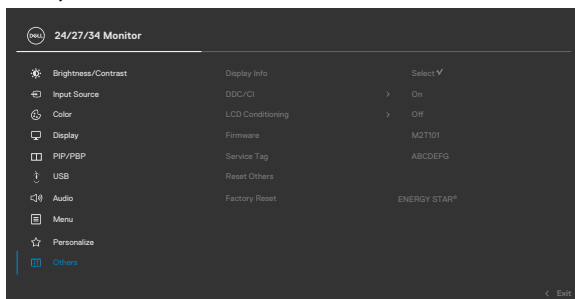 DELL 24/27/34 Monitor
Brightness/Contrast Display Info Select √
Input Source DDC/CI > On
Color LCD Conditioning > Off
Display Firmware M2T101
PIP/PBP Service Tag ABCDEFG
USB Reset Others
Audio Factory Reset ENERGY STAR®
Menu
Personalize
Others
< Exit